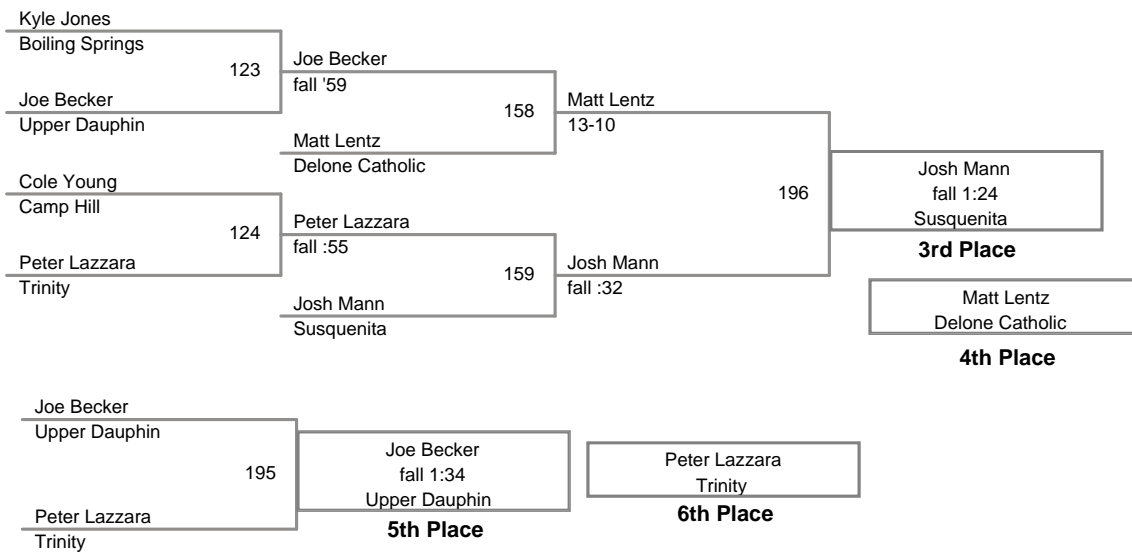 Kyle Jones
Boiling Springs
123
Joe Becker
fall '59
Joe Becker
Upper Dauphin
158
Matt Lentz
13-10
Matt Lentz
Delone Catholic
Cole Young
Camp Hill
196
Josh Mann
fall 1:24
Susquenita
3rd Place
124
Peter Lazzara
fall :55
Peter Lazzara
Trinity
159
Josh Mann
fall :32
Josh Mann
Susquenita
Matt Lentz
Delone Catholic
4th Place
Joe Becker
Upper Dauphin
195
Joe Becker
fall 1:34
Upper Dauphin
5th Place
Peter Lazzara
Trinity
6th Place
Peter Lazzara
Trinity